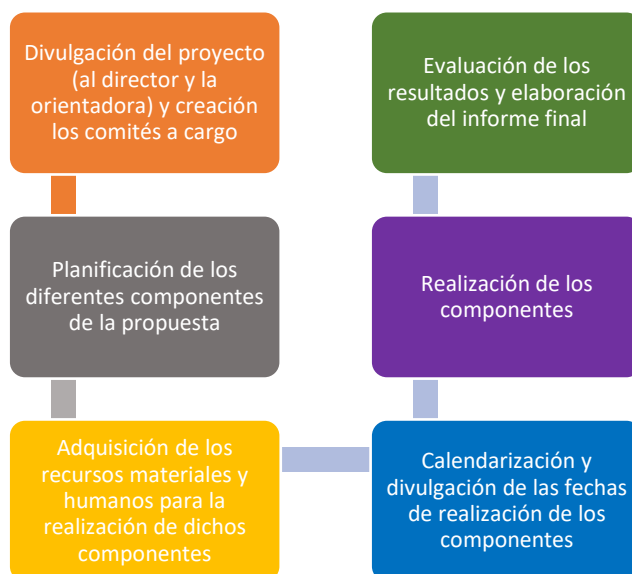 Divulgación del proyecto
(al director y la
orientadora) y creación
los comités a cargo
Planificación de los
diferentes componentes
de la propuesta
Adquisición de los
recursos materiales y
humanos para la
realización de dichos
componentes
Calendarización y
divulgación de las fechas
de realización de los
componentes
Realización de los
componentes
Evaluación de los
resultados y elaboración
del informe final